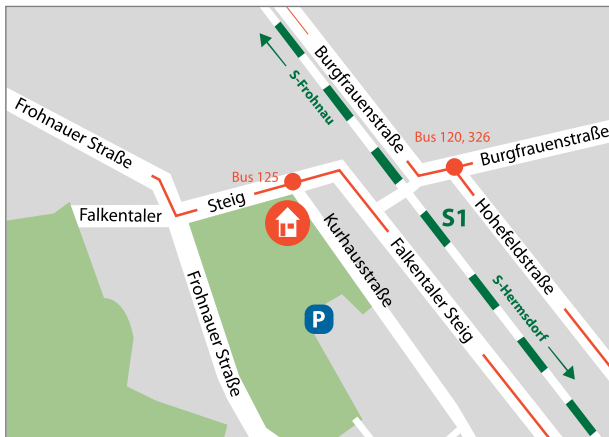 Burgfrauenstraße
S-Frohnau
Frohnauer Straße
Bus 120, 326
Burgfrauenstraße
Bus 125
Steig
Falkentaler
S1
Hohefeldstraße
Kurhausstraße
Falkentaler Steig
S-Hermsdorf
Frohnauer Straße
P